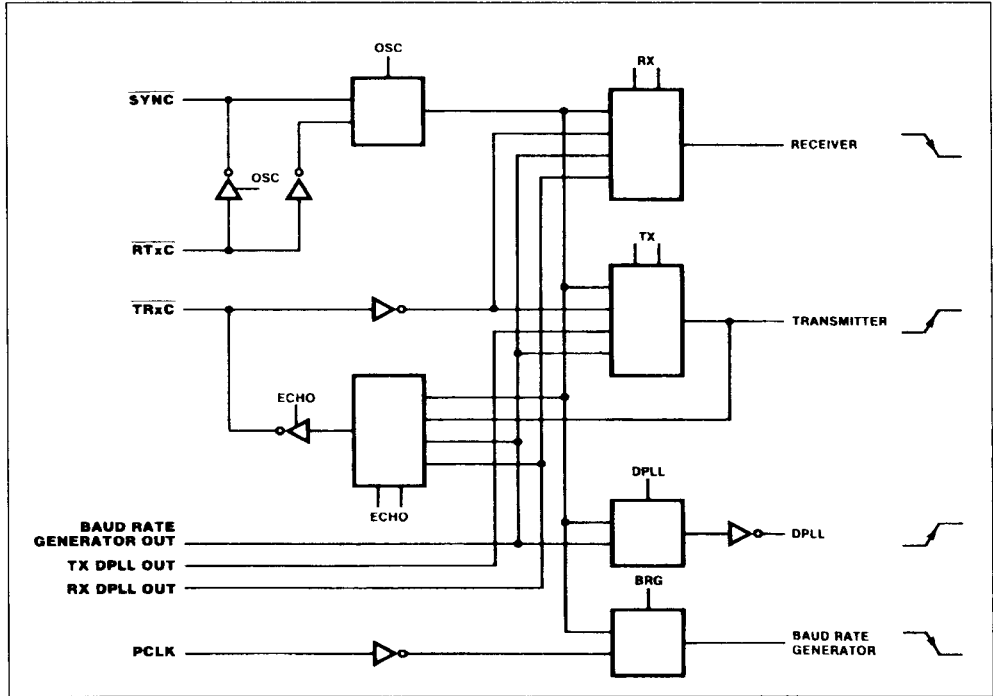 OSC
RX
SYNC
RECEIVER
OSC
RTxC
TX
TRxC
TRANSMITTER
ECHO
DPLL
ECHO
BAUD RATE
GENERATOR OUT
DPLL
TX DPLL OUT
RX DPLL OUT
BRG
PCLK
BAUD RATE
GENERATOR